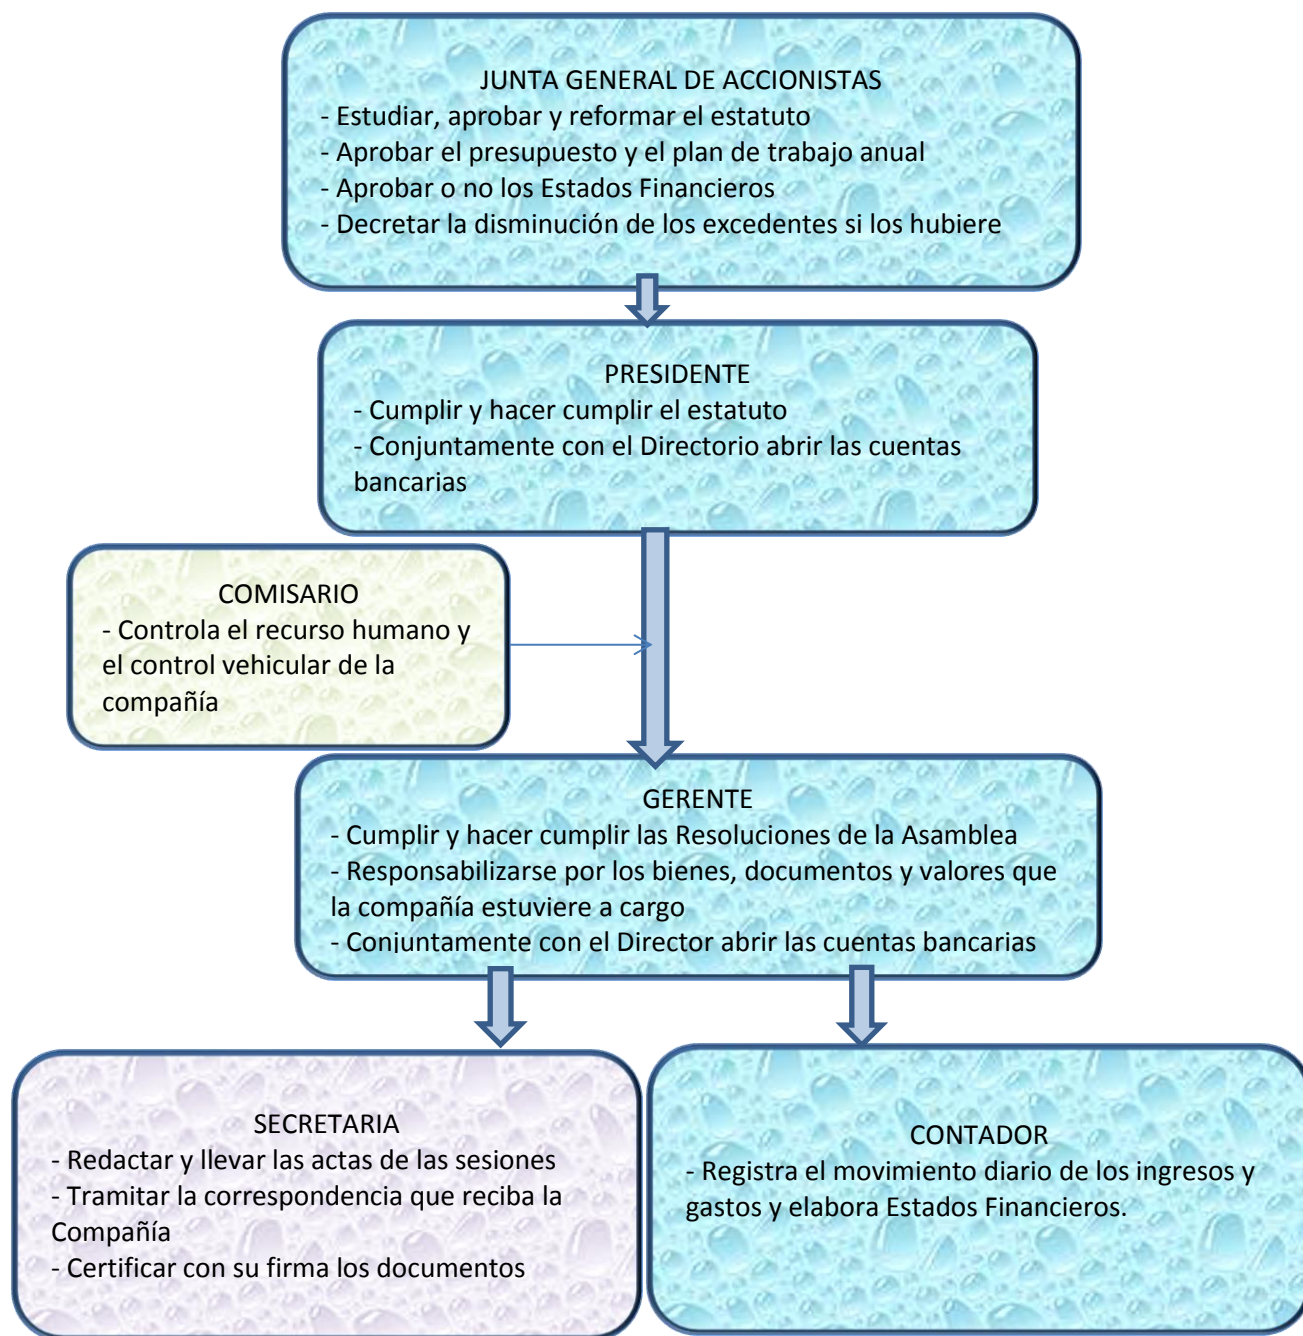 JUNTA GENERAL DE ACCIONISTAS
- Estudiar, aprobar y reformar el estatuto
- Aprobar el presupuesto y el plan de trabajo anual
- Aprobar o no los Estados Financieros
- Decretar la disminución de los excedentes si los hubiere
PRESIDENTE
- Cumplir y hacer cumplir el estatuto
- Conjuntamente con el Directorio abrir las cuentas
bancarias
COMISARIO
- Controla el recurso humano y
el control vehicular de la
compañía
GERENTE
- Cumplir y hacer cumplir las Resoluciones de la Asamblea
- Responsabilizarse por los bienes, documentos y valores que
la compañía estuviere a cargo
- Conjuntamente con el Director abrir las cuentas bancarias
SECRETARIA
- Redactar y llevar las actas de las sesiones
- Tramitar la correspondencia que reciba la
Compañía
- Certificar con su firma los documentos
CONTADOR
- Registra el movimiento diario de los ingresos y
gastos y elabora Estados Financieros.